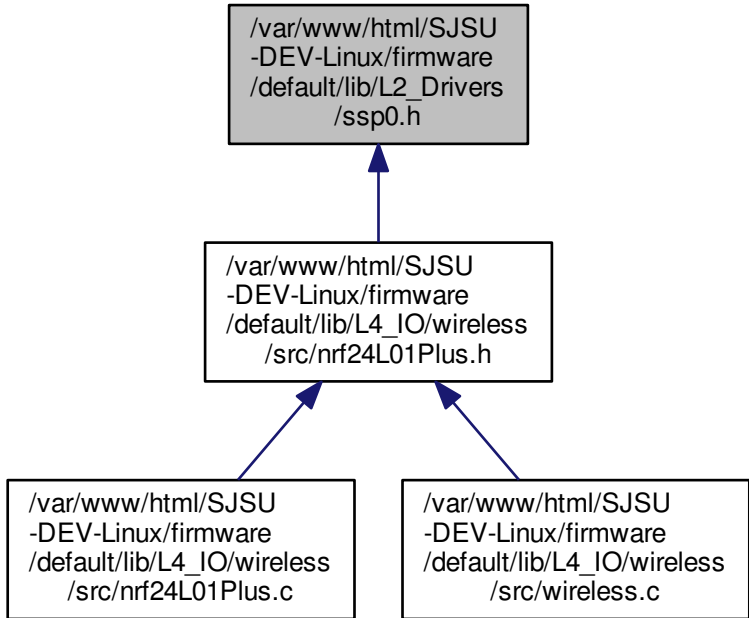 /var/www/html/SJSU
-DEV-Linux/firmware
/default/lib/L2_Drivers
/ssp0.h
/var/www/html/SJSU
-DEV-Linux/firmware
/default/lib/L4_IO/wireless
/src/nrf24L01Plus.h
/var/www/html/SJSU
-DEV-Linux/firmware
/default/lib/L4_IO/wireless
/src/nrf24L01Plus.c
/var/www/html/SJSU
-DEV-Linux/firmware
/default/lib/L4_IO/wireless
/src/wireless.c